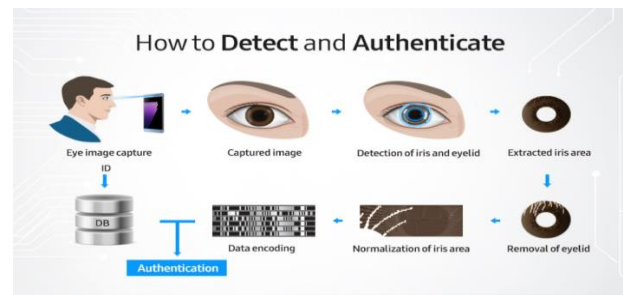 How to Detect and Authenticate
Eye image capture
Captured image
Detection of iris and eyelid
Extracted iris area
ID
DB
Data encoding
Normalization of iris area
Removal of eyelid
Authentication